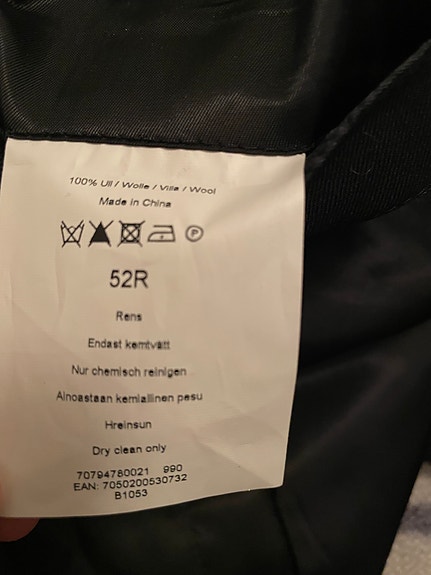 100% Ull / Wolle / Villa / Wool
Made in China
P
52R
Rens
Endast kemtvätt
Nur chemisch reinigen
Ainoastaan kemiallinen pesu
Hreinsun
Dry clean only
70794780021 990
EAN: 7050200530732
B1053